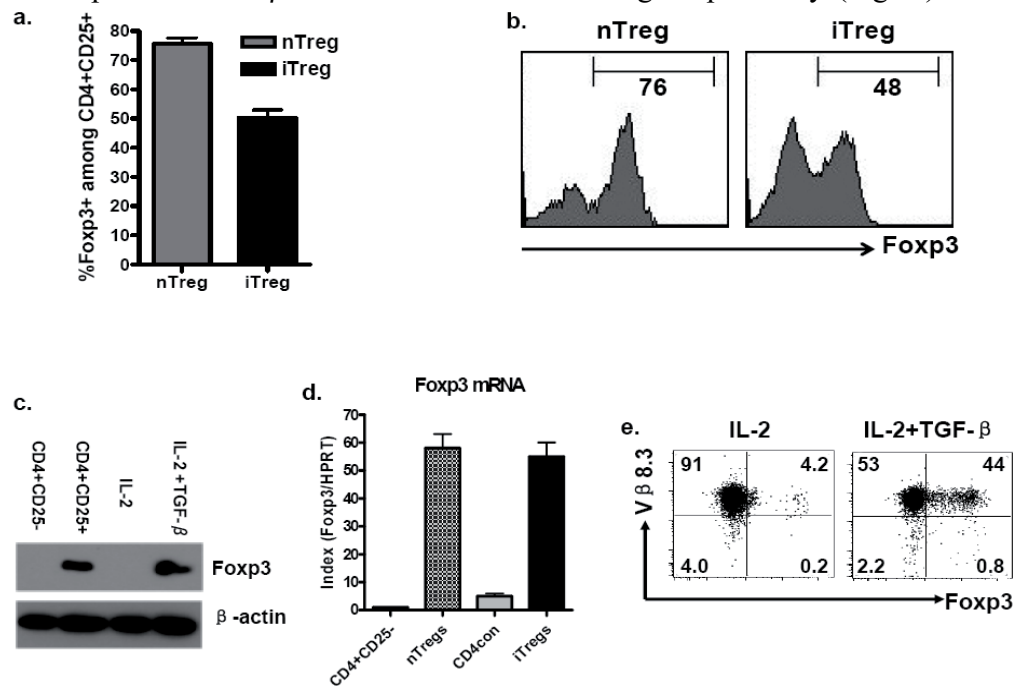 a.
80
70
60
50
40
30
20
10
0
%Foxp3+ among CD4+CD25+
nTreg
iTreg
nTreg iTreg
b.
nTreg iTreg
76 48
Foxp3
c.
CD4+CD25-
CD4+CD25+
IL-2
IL-2 +TGF-β
Foxp3
β-actin
d.
Foxp3 mRNA
70
60
50
40
30
20
10
0
Index (Foxp3/HPRT)
CD4+CD25-
nTregs
CD4con
iTregs
e.
IL-2 IL-2+TGF-β
91 4.2 53 44
4.0 0.2 2.2 0.8
Vβ8.3
Foxp3